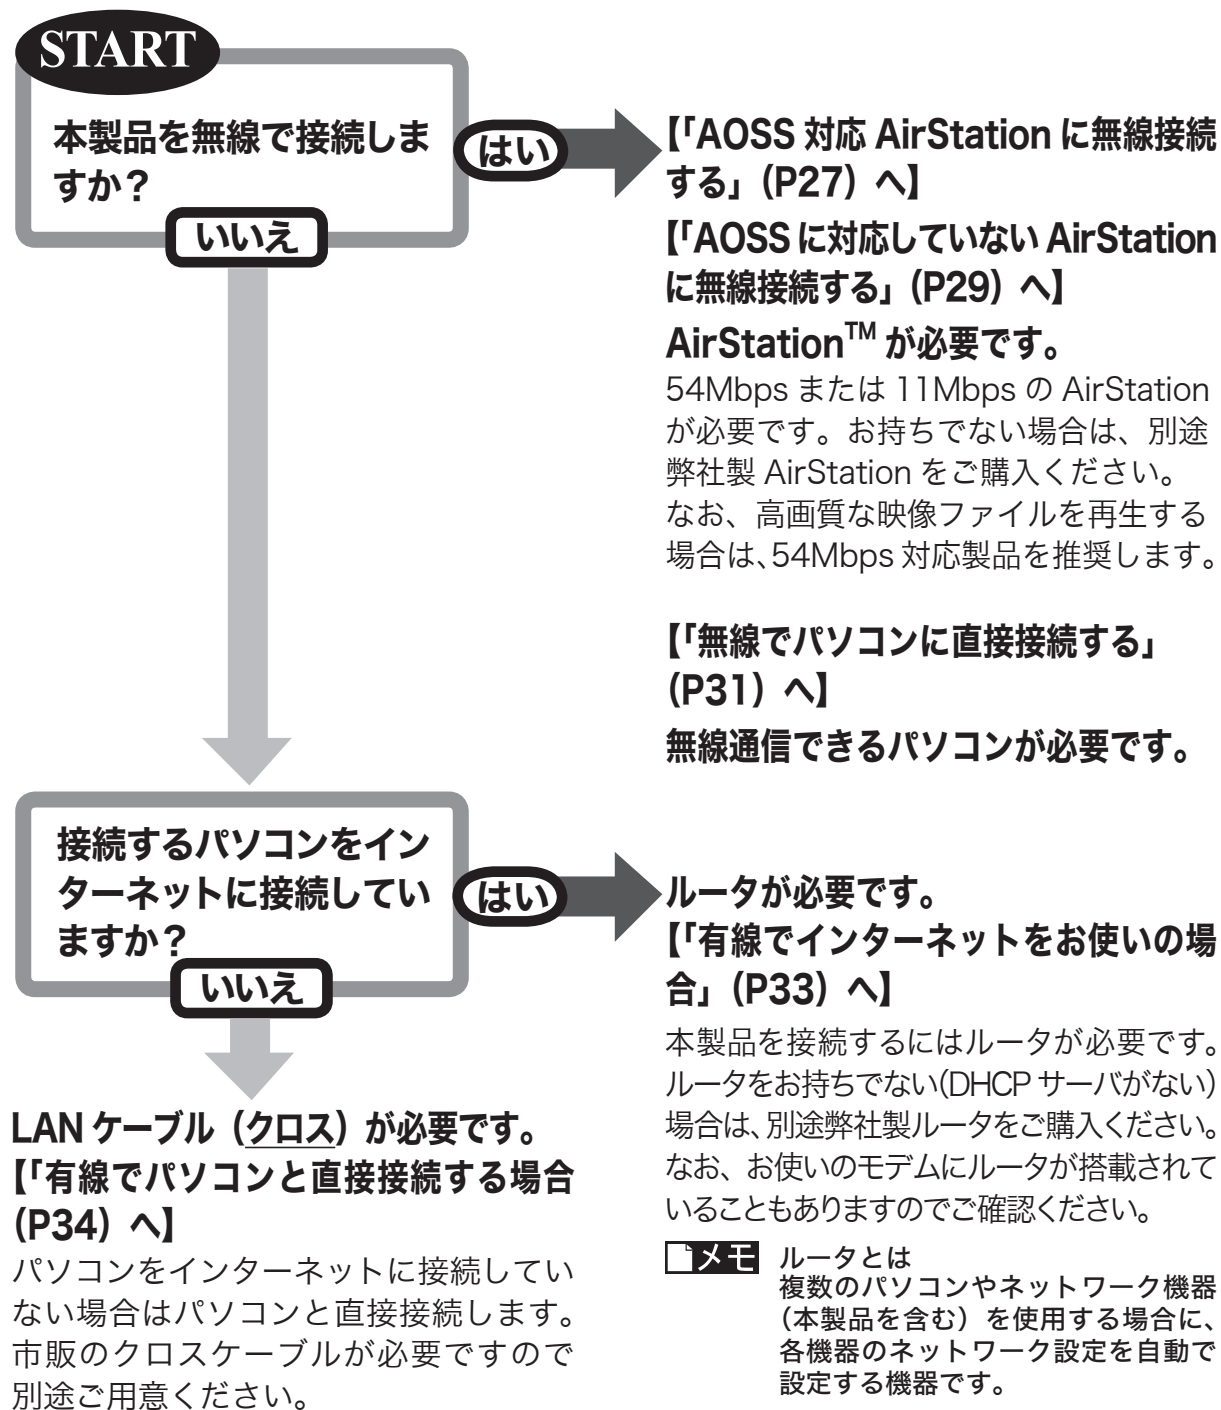 START
本製品を無線で接続しま
すか？
はい
いいえ
【「AOSS 対応 AirStation に無線接続
する」（P27）へ】
【「AOSS に対応していない AirStation
に無線接続する」（P29）へ】
AirStation™ が必要です。
54Mbps または 11Mbps の AirStation
が必要です。お持ちでない場合は、別途
弊社製 AirStation をご購入ください。
なお、高画質な映像ファイルを再生する
場合は、54Mbps 対応製品を推奨します。
【「無線でパソコンに直接接続する」
（P31）へ】
無線通信できるパソコンが必要です。
接続するパソコンをイン
ターネットに接続してい
ますか？
はい
いいえ
ルータが必要です。
【「有線でインターネットをお使いの場
合」（P33）へ】
本製品を接続するにはルータが必要です。
ルータをお持ちでない（DHCP サーバがない）
場合は、別途弊社製ルータをご購入ください。
なお、お使いのモデムにルータが搭載されて
いることもありますのでご確認ください。
メモ ルータとは
複数のパソコンやネットワーク機器
（本製品を含む）を使用する場合に、
各機器のネットワーク設定を自動で
設定する機器です。
LAN ケーブル（クロス）が必要です。
【「有線でパソコンと直接接続する場合
（P34）へ】
パソコンをインターネットに接続してい
ない場合はパソコンと直接接続します。
市販のクロスケーブルが必要ですので
別途ご用意ください。